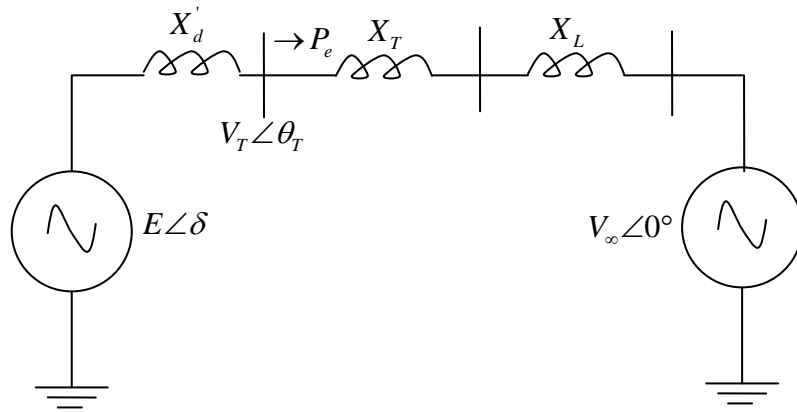 X'_d
→ P_e
X_T
X_L
V_T∠θ_T
E∠δ
V_∞∠0°